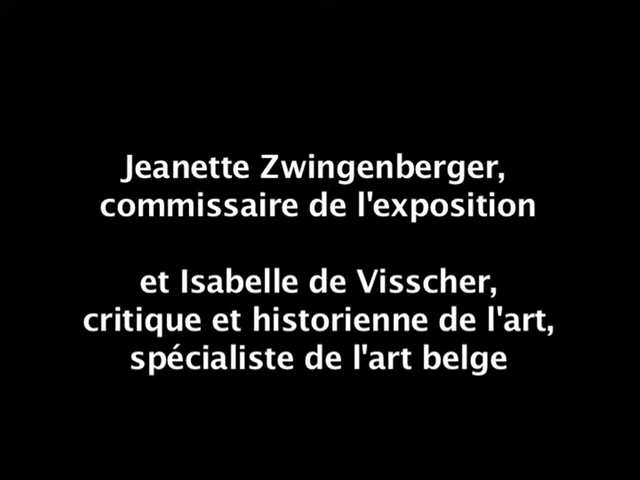 Jeanette Zwingenberger,
commissaire de l'exposition
et Isabelle de Visscher,
critique et historienne de l'art,
spécialiste de l'art belge